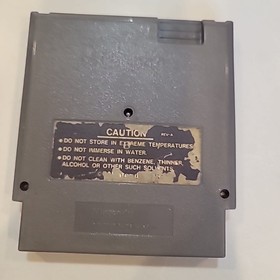 CAUTION
REV-A
• DO NOT STORE IN EXTREME TEMPERATURES.
• DO NOT IMMERSE IN WATER.
• DO NOT CLEAN WITH BENZENE, THINNER,
ALCOHOL OR OTHER SUCH SOLVENTS